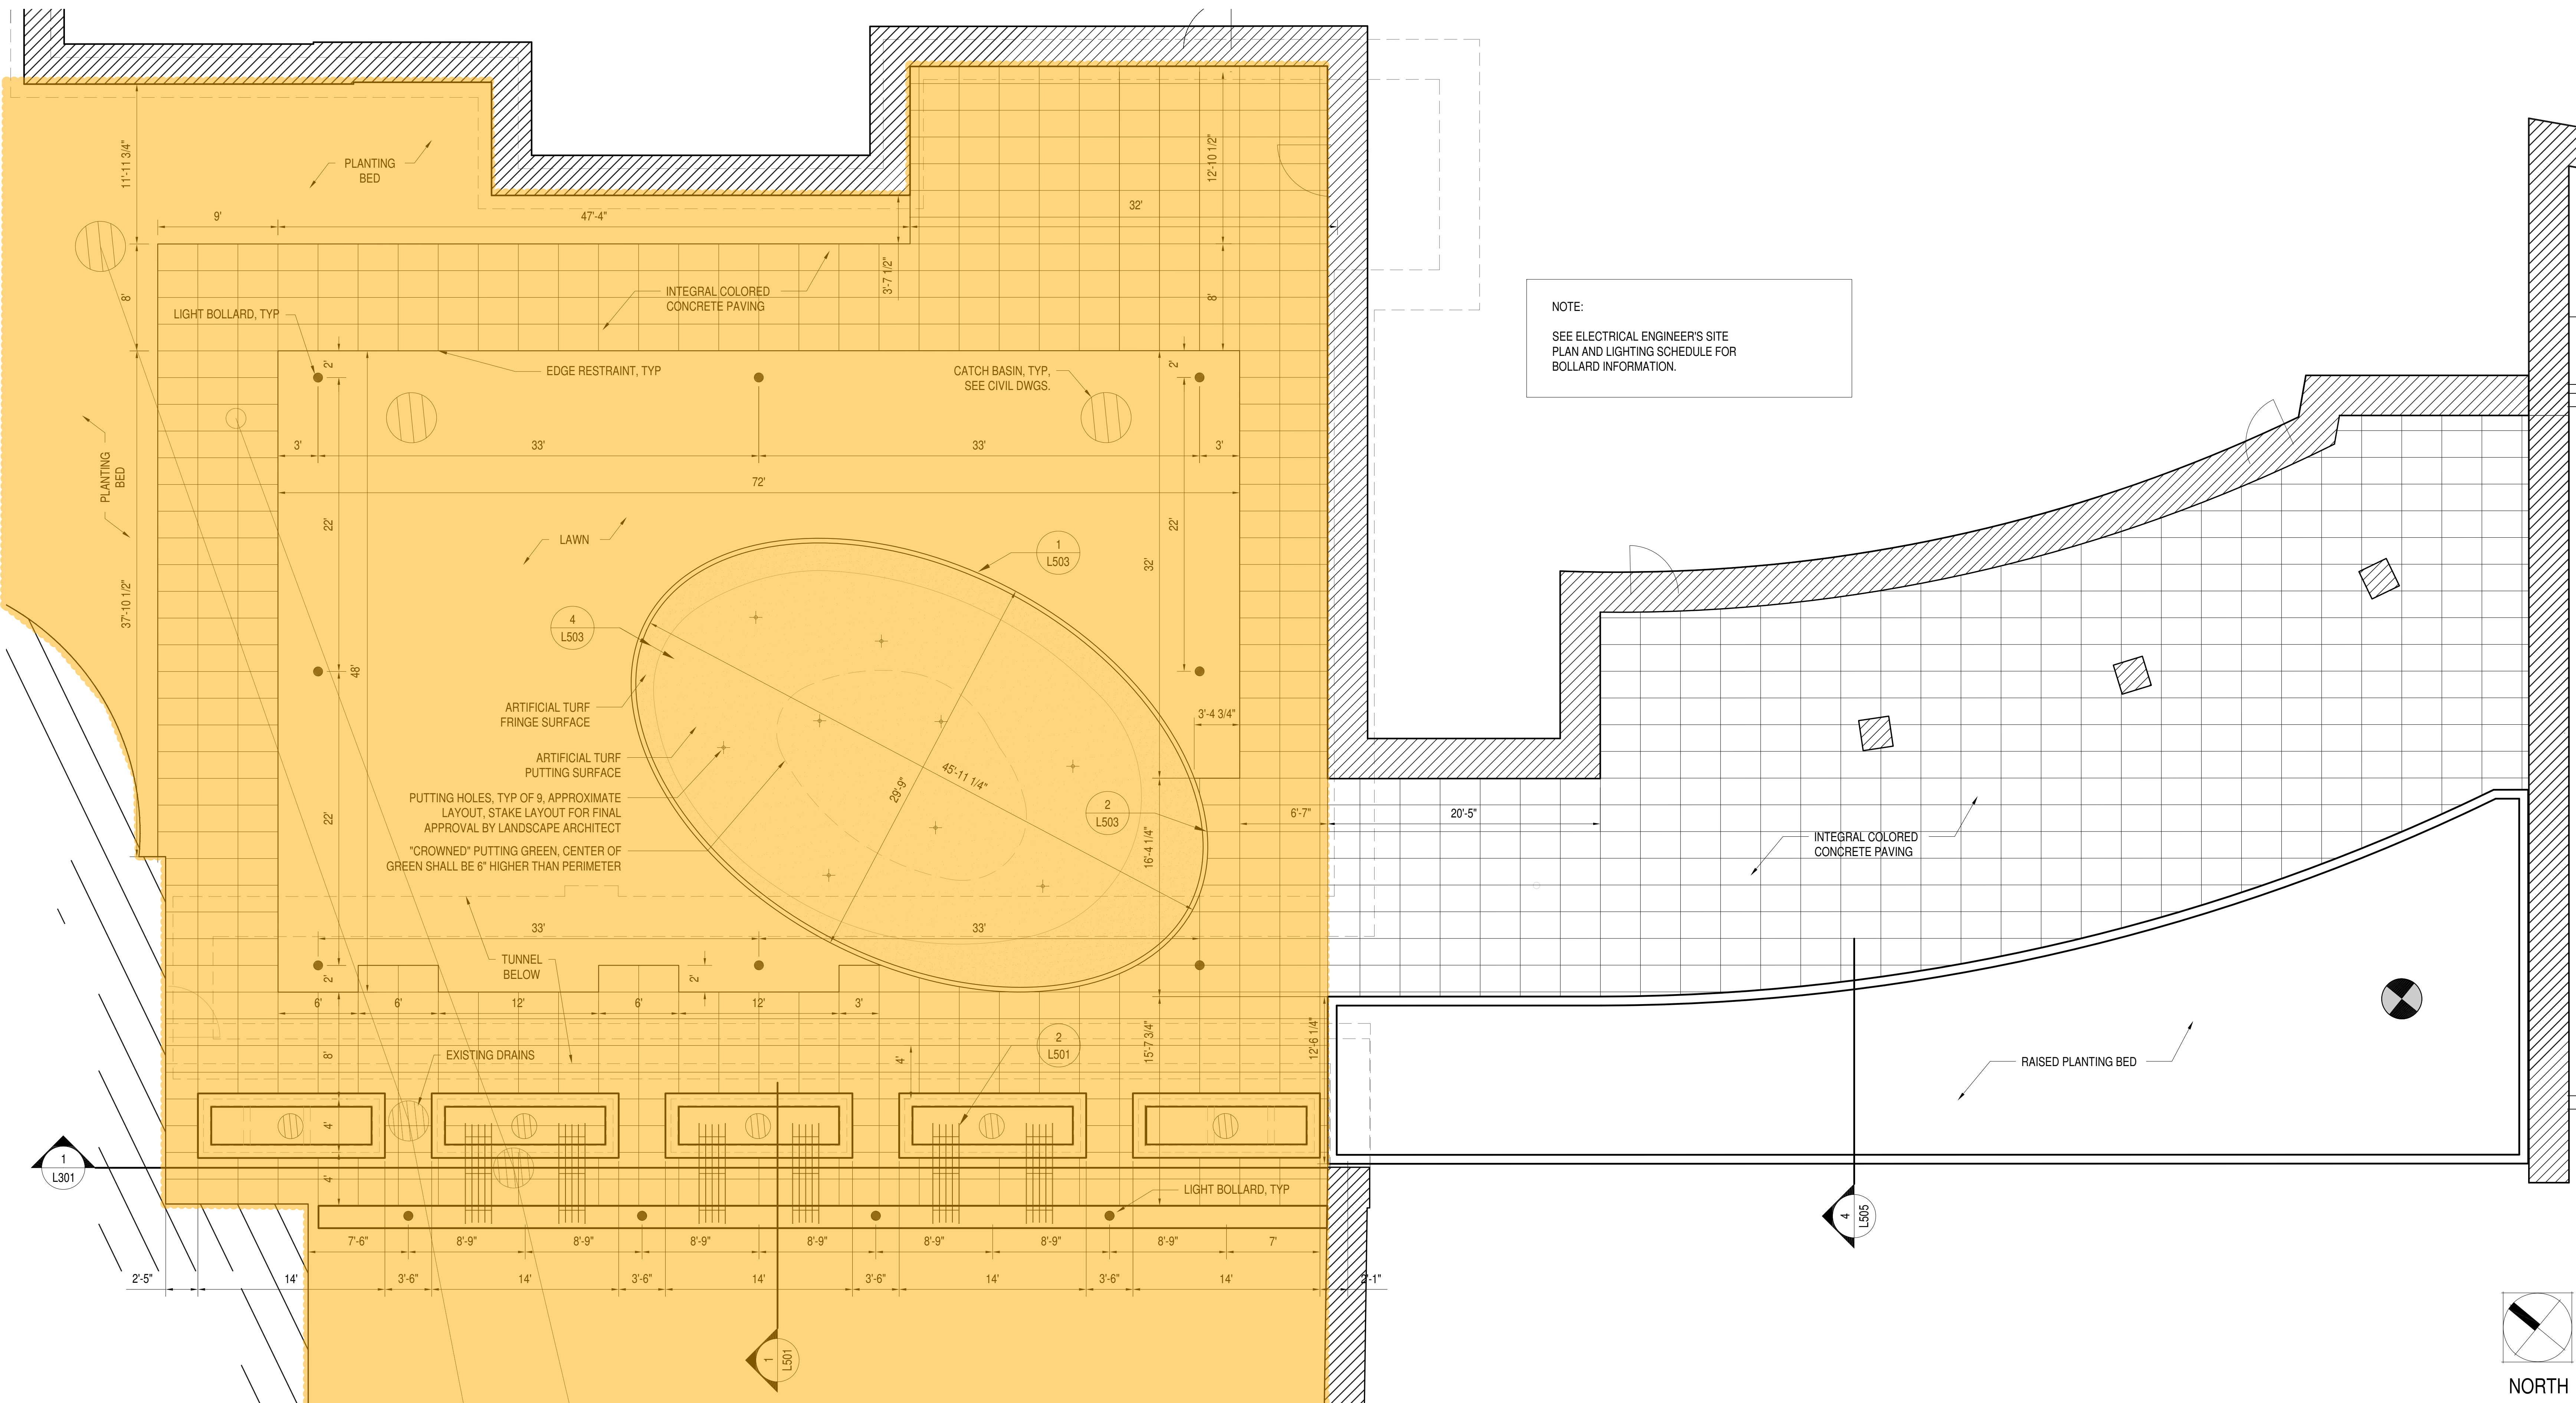 11'-11 3/4"
PLANTING
BED
12'-10 1/2"
9'
47'-4"
32'
8'
3'-7 1/2"
8'
INTEGRAL COLORED
CONCRETE PAVING
LIGHT BOLLARD, TYP
2'
EDGE RESTRAINT, TYP
CATCH BASIN, TYP,
SEE CIVIL DWGS.
2'
NOTE:
SEE ELECTRICAL ENGINEER'S SITE
PLAN AND LIGHTING SCHEDULE FOR
BOLLARD INFORMATION.
3'
33'
33'
3'
PLANTING
BED
72'
22'
22'
LAWN
1
L503
32'
37'-10 1/2"
4
L503
48'
ARTIFICIAL TURF
FRINGE SURFACE
3'-4 3/4"
ARTIFICIAL TURF
PUTTING SURFACE
45'-11 1/4"
29'-9"
PUTTING HOLES, TYP OF 9, APPROXIMATE
LAYOUT, STAKE LAYOUT FOR FINAL
APPROVAL BY LANDSCAPE ARCHITECT
2
L503
6'-7"
20'-5"
22'
"CROWNED" PUTTING GREEN, CENTER OF
GREEN SHALL BE 6" HIGHER THAN PERIMETER
16'-4 1/4"
INTEGRAL COLORED
CONCRETE PAVING
33'
33'
TUNNEL
BELOW
2'
2'
6'
6'
12'
6'
12'
3'
8'
EXISTING DRAINS
4'
2
L501
15'-7 3/4"
12'-6 1/4"
RAISED PLANTING BED
4'
1
L301
4'
LIGHT BOLLARD, TYP
4
L505
7'-6"
8'-9"
8'-9"
8'-9"
8'-9"
8'-9"
8'-9"
8'-9"
7'
2'-5"
14'
3'-6"
14'
3'-6"
14'
3'-6"
14'
3'-6"
14'
2'-1"
1
L501
NORTH